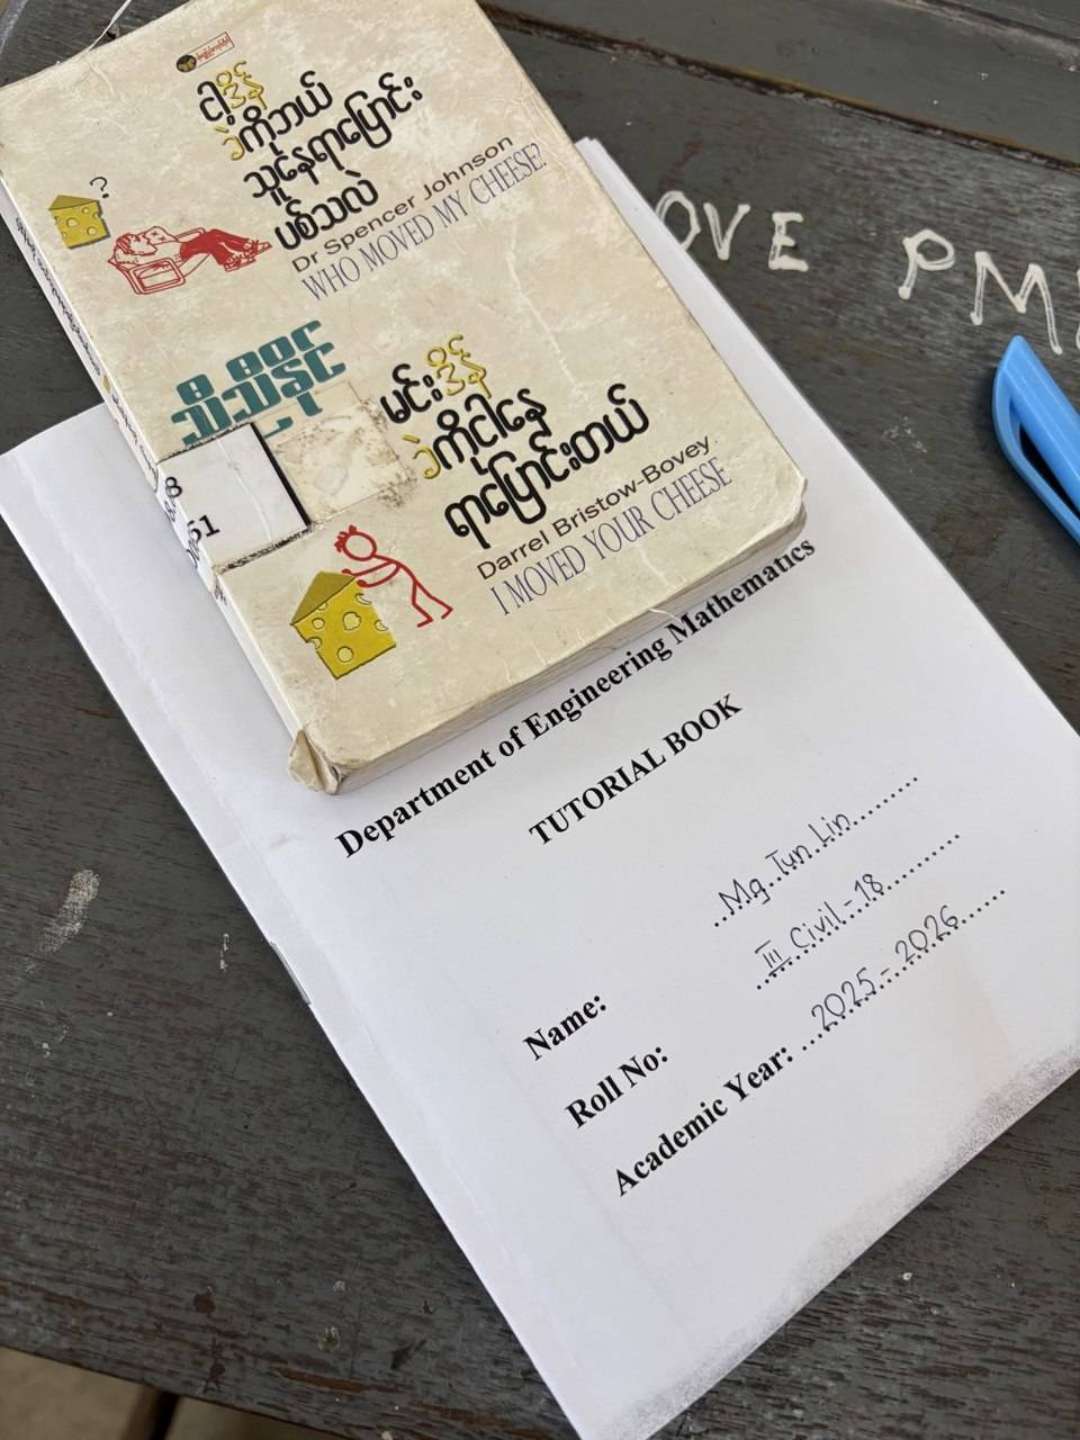 ငါ့ဒိန်
ခဲကိုဘယ်
သူနေရာပြောင်း
ပစ်သလဲ
Dr Spencer Johnson
WHO MOVED MY CHEESE?
?
မင်းဒိန်
ခဲကိုငါနေ
ရာပြောင်းတယ်
Darrel Bristow-Bovey
I MOVED YOUR CHEESE
OVE PM
Department of Engineering Mathematics
TUTORIAL BOOK
Name: Mg Tun Lin
Roll No: III Civil - 18
Academic Year: 2025 - 2026